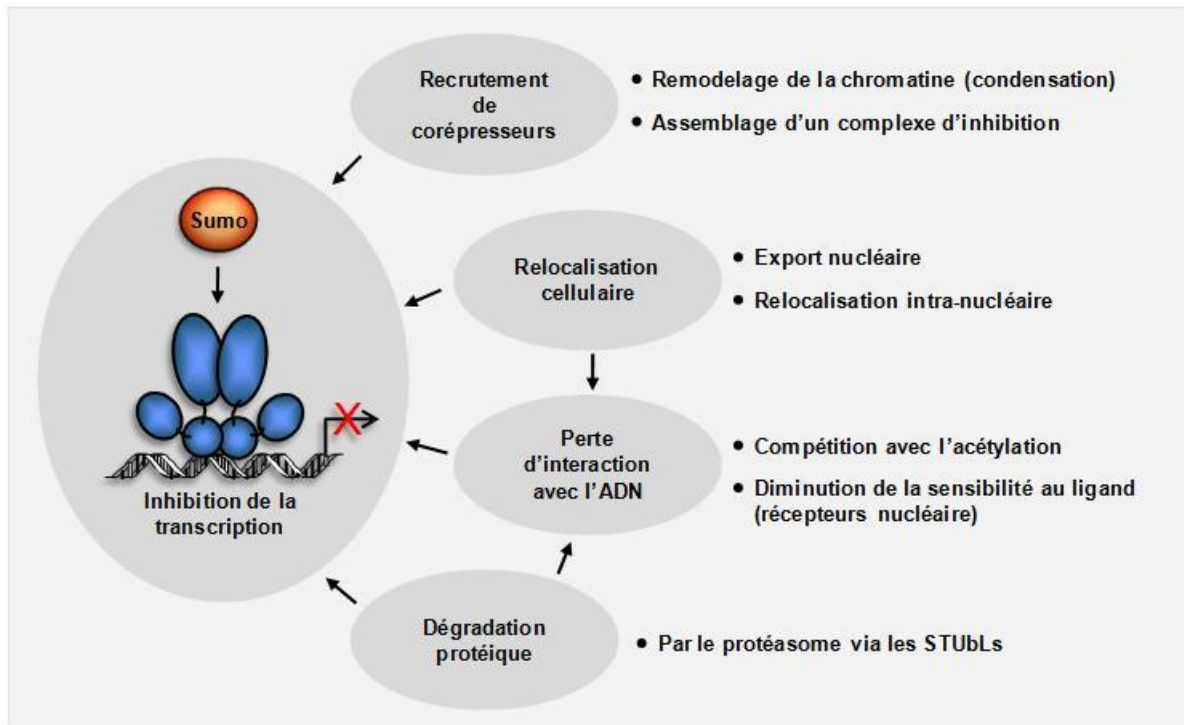 Recrutement
de
corépresseurs
• Remodelage de la chromatine (condensation)
• Assemblage d'un complexe d'inhibition
Sumo
Relocalisation
cellulaire
• Export nucléaire
• Relocalisation intra-nucléaire
Perte
d'interaction
avec l'ADN
• Compétition avec l'acétylation
• Diminution de la sensibilité au ligand
(récepteurs nucléaire)
Inhibition de la
transcription
Dégradation
protéique
• Par le protéasome via les STUbLs